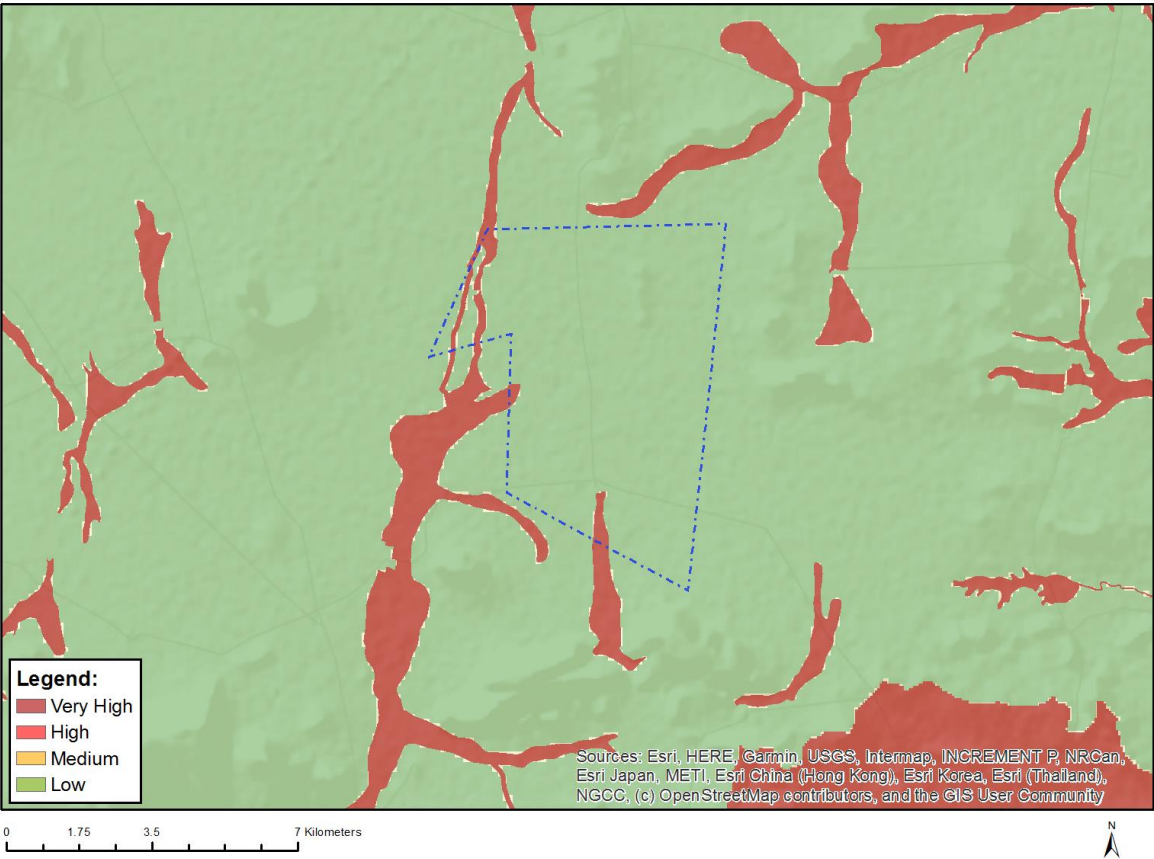 Legend:
Very High
High
Medium
Low
Sources: Esri, HERE, Garmin, USGS, Intermap, INCREMENT P, NRCan,
Esri Japan, METI, Esri China (Hong Kong), Esri Korea, Esri (Thailand),
NGCC, (c) OpenStreetMap contributors, and the GIS User Community
0 1.75 3.5 7 Kilometers
N